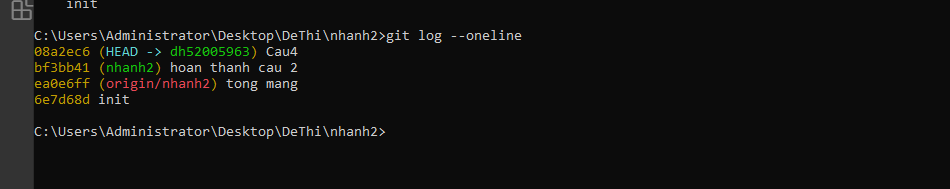 init
C:\Users\Administrator\Desktop\DeThi\nhanh2>git log --oneline
08a2ec6 (HEAD -> dh52005963) Cau4
bf3bb41 (nhanh2) hoan thanh cau 2
ea0e6ff (origin/nhanh2) tong mang
6e7d68d init
C:\Users\Administrator\Desktop\DeThi\nhanh2>